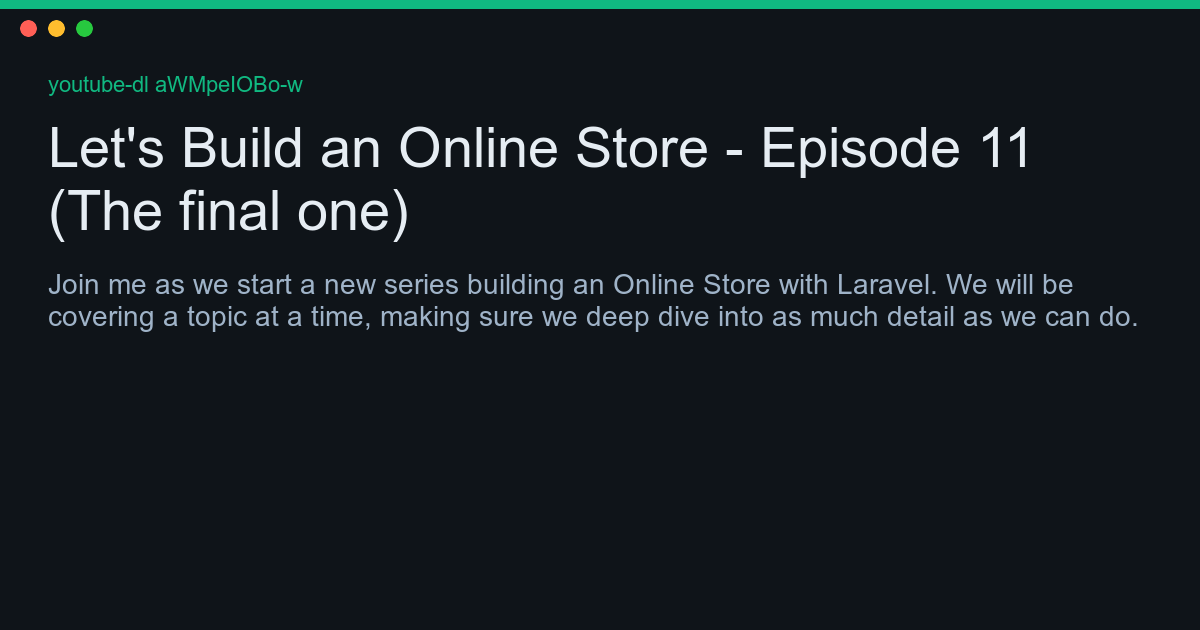 youtube-dl aWMpeIOBo-w
Let's Build an Online Store - Episode 11
(The final one)
Join me as we start a new series building an Online Store with Laravel. We will be
covering a topic at a time, making sure we deep dive into as much detail as we can do.